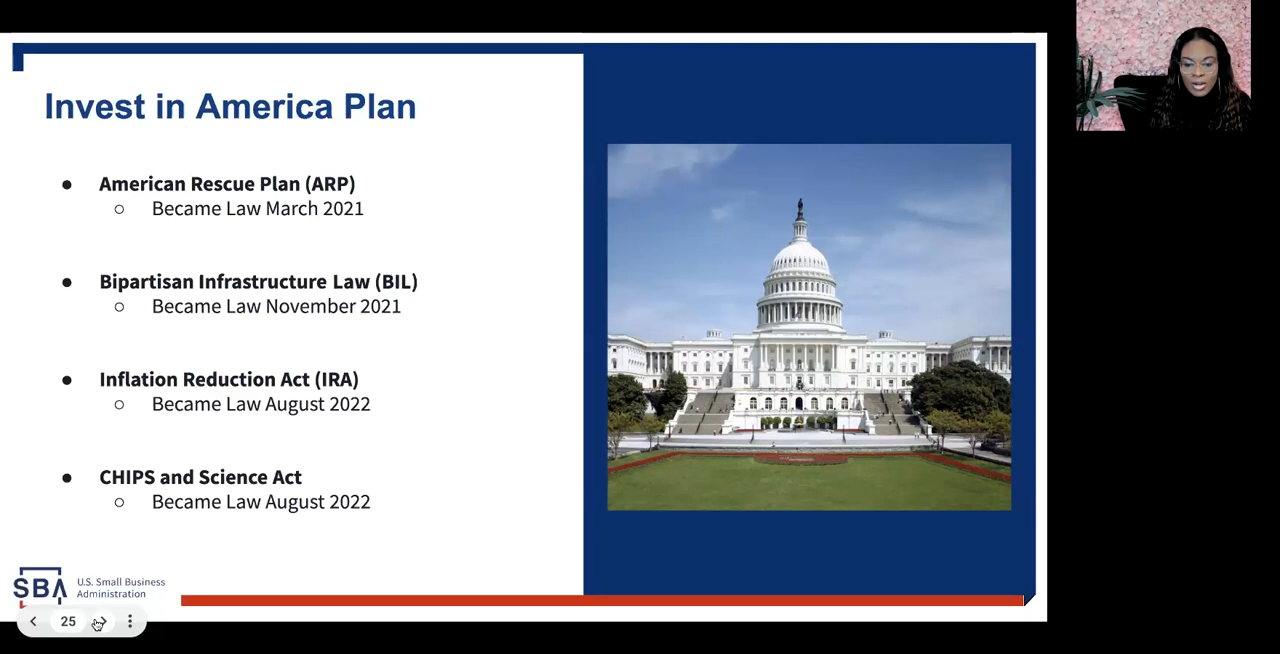 Invest in America Plan
● American Rescue Plan (ARP)
○ Became Law March 2021
● Bipartisan Infrastructure Law (BIL)
○ Became Law November 2021
● Inflation Reduction Act (IRA)
○ Became Law August 2022
● CHIPS and Science Act
○ Became Law August 2022
SBA
U.S. Small Business
Administration
25